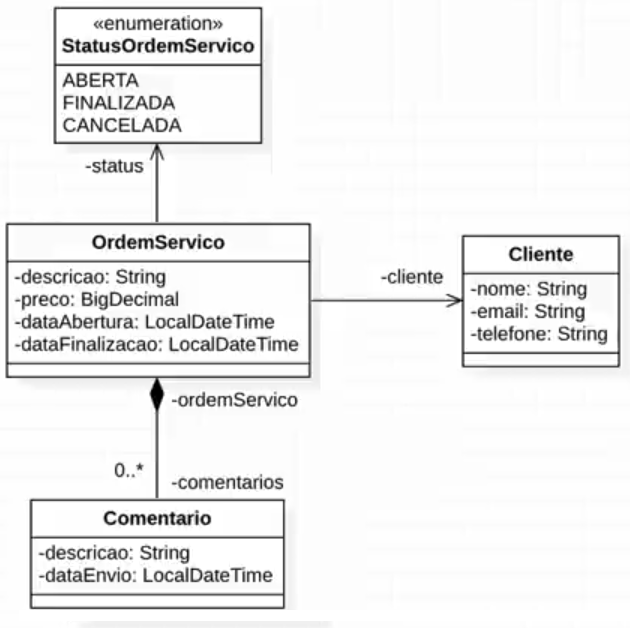 «enumeration»
StatusOrdemServico
ABERTA
FINALIZADA
CANCELADA
-status
OrdemServico
-descricao: String
-preco: BigDecimal
-dataAbertura: LocalDateTime
-dataFinalizacao: LocalDateTime
-cliente
Cliente
-nome: String
-email: String
-telefone: String
-ordemServico
0..*
-comentarios
Comentario
-descricao: String
-dataEnvio: LocalDateTime